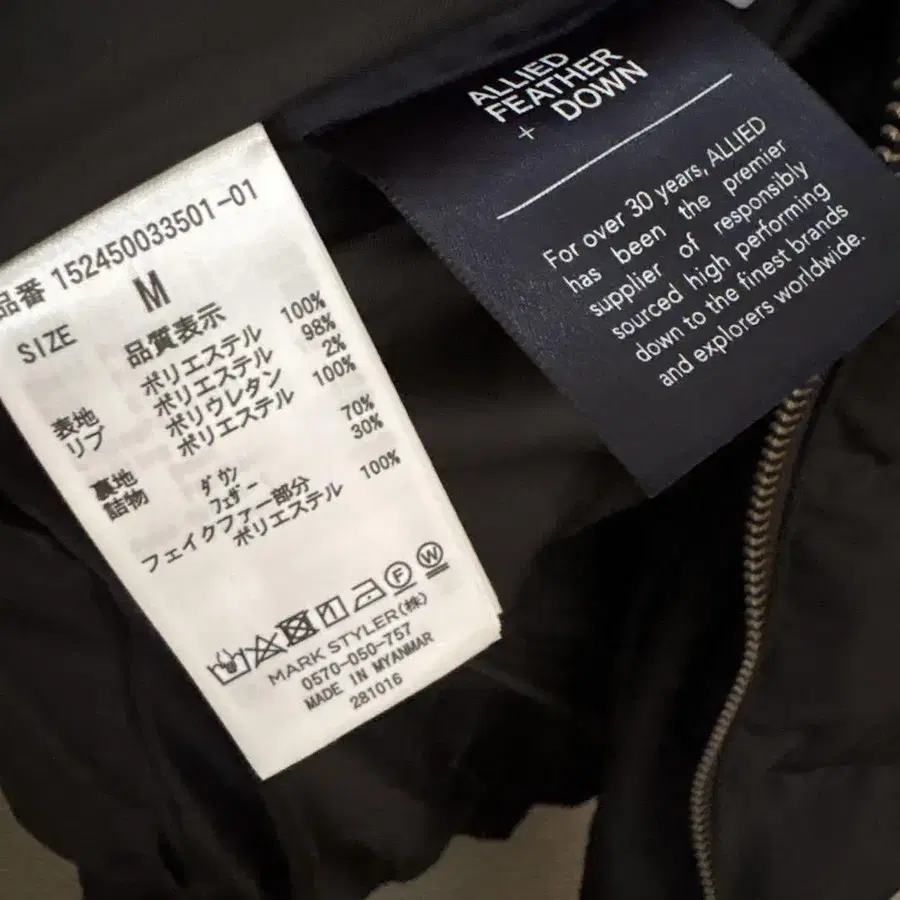 品番 152450033501-01
SIZE M
品質表示
表地 ポリエステル 100%
リブ ポリエステル 98%
ポリウレタン 2%
裏地 ポリエステル 100%
詰物 ダウン 70%
フェザー 30%
フェイクファー部分
ポリエステル 100%
F W
MARK STYLER(株)
0570-050-757
MADE IN MYANMAR
281016
ALLIED
FEATHER
+ DOWN
For over 30 years, ALLIED
has been the premier
supplier of responsibly
sourced high performing
down to the finest brands
and explorers worldwide.